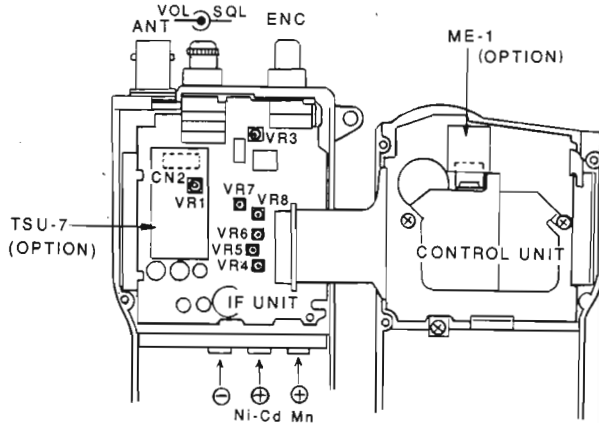 VOL SQL
ANT
ENC
ME-1
(OPTION)
VR3
CN2
VR1
VR7
VR8
TSU-7
(OPTION)
VR6
VR5
VR4
CONTROL UNIT
IF UNIT
⊖ ⊕ ⊕
Ni-Cd Mn